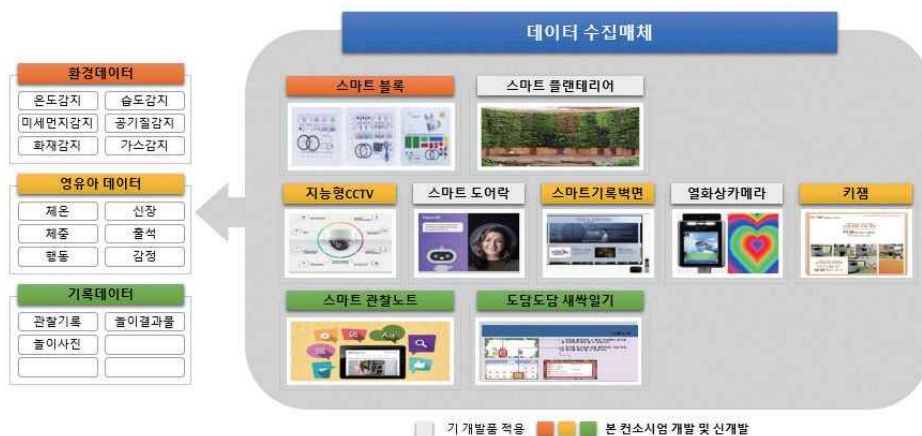 데이터 수집매체
환경데이터
온도감지 습도감지
미세먼지감지 공기질감지
화재감지 가스감지
영유아 데이터
체온 신장
체중 출석
행동 감정
기록데이터
관찰기록 놀이결과물
놀이사진
스마트 블록 스마트 플랜테리어
지능형CCTV 스마트 도어락 스마트기록벽면 열화상카메라 키잼
스마트 관찰노트 도담도담 새싹일기
기 개발품 적용 본 컨소시엄 개발 및 신개발